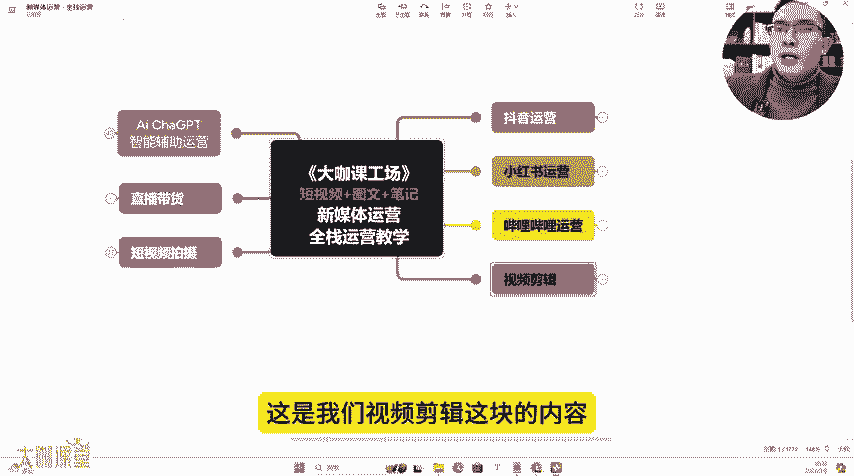 新媒体运营-全栈运营
Ai ChaGPT
智能辅助运营
直播带货
短视频拍摄
《大咖课工场》
短视频+图文+笔记
新媒体运营
全栈运营教学
抖音运营
小红书运营
哔哩哔哩运营
视频剪辑
这是我们视频剪辑这块的内容
大咖课堂